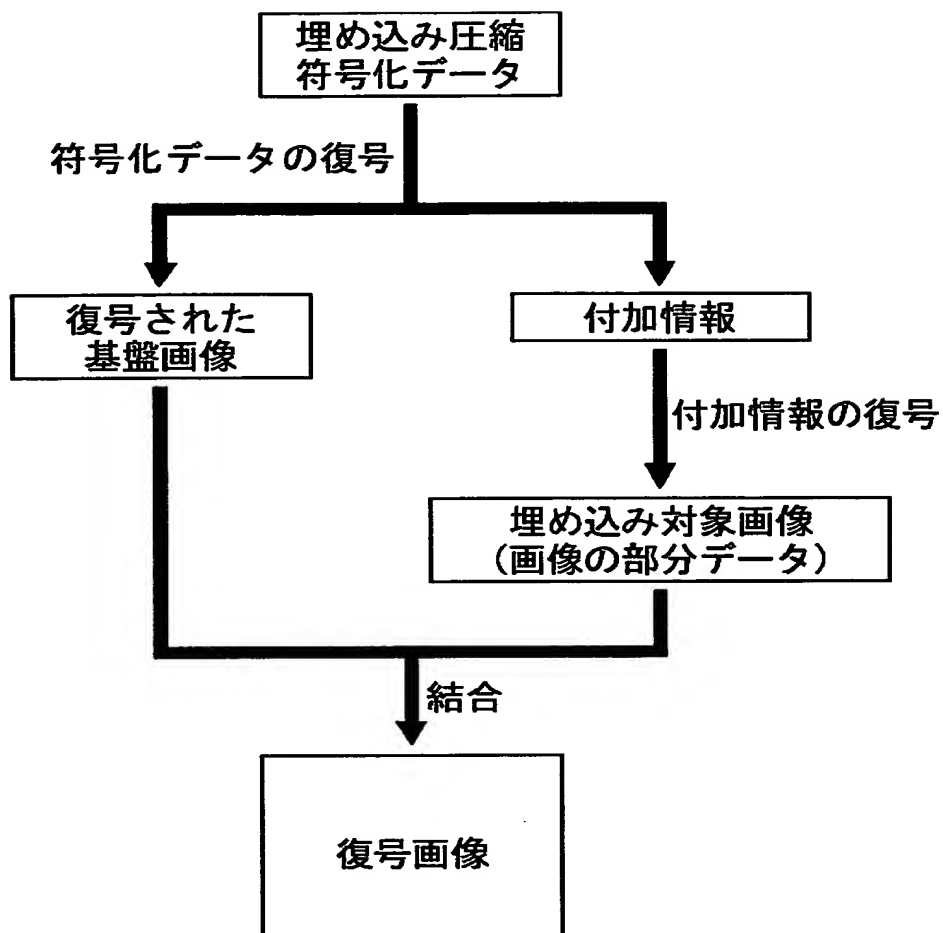 埋め込み圧縮
符号化データ
符号化データの復号
復号された
基盤画像
付加情報
付加情報の復号
埋め込み対象画像
(画像の部分データ)
結合
復号画像